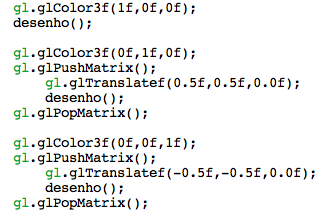 gl.glColor3f(1f,0f,0f);
desenho();
gl.glColor3f(0f,1f,0f);
gl.glPushMatrix();
gl.glTranslatef(0.5f,0.5f,0.0f);
desenho();
gl.glPopMatrix();
gl.glColor3f(0f,0f,1f);
gl.glPushMatrix();
gl.glTranslatef(-0.5f,-0.5f,0.0f);
desenho();
gl.glPopMatrix();